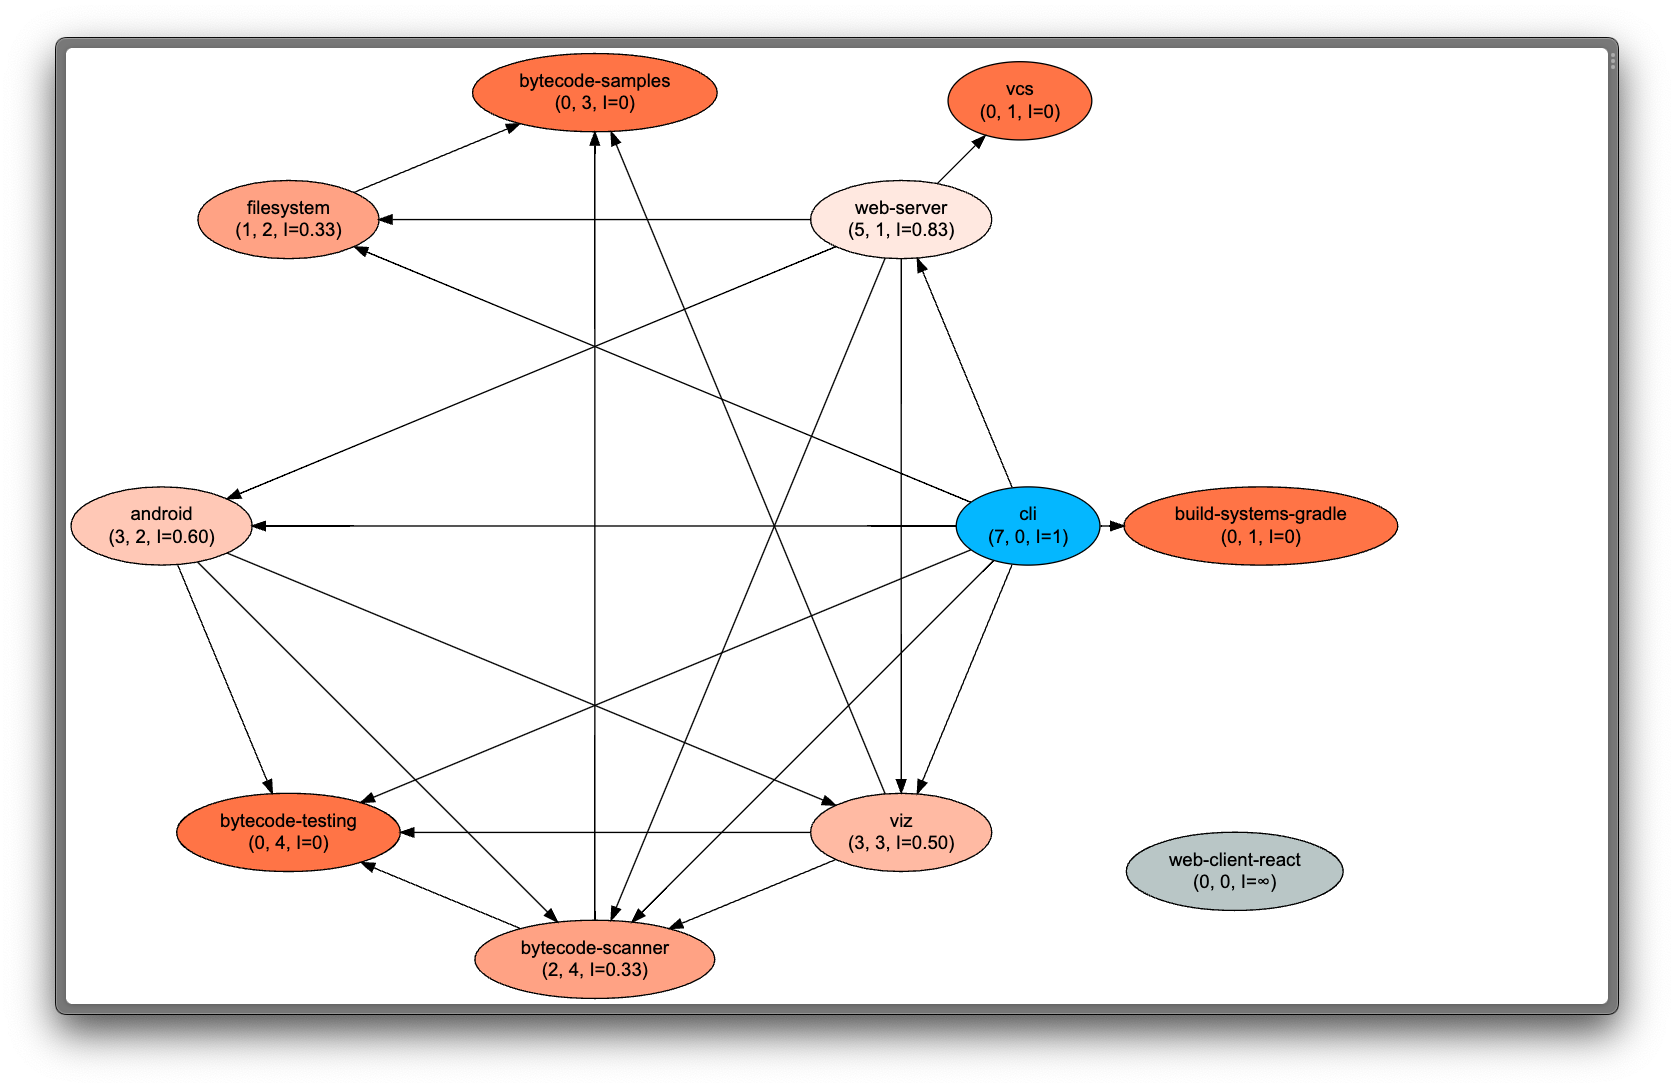 bytecode-samples
(0, 3, I=0)
vcs
(0, 1, I=0)
filesystem
(1, 2, I=0.33)
web-server
(5, 1, I=0.83)
android
(3, 2, I=0.60)
cli
(7, 0, I=1)
build-systems-gradle
(0, 1, I=0)
bytecode-testing
(0, 4, I=0)
viz
(3, 3, I=0.50)
web-client-react
(0, 0, I=∞)
bytecode-scanner
(2, 4, I=0.33)